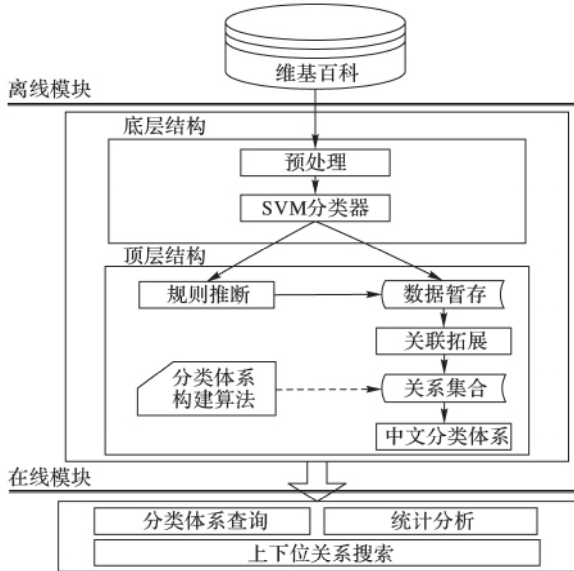 维基百科
离线模块
底层结构
预处理
SVM分类器
顶层结构
规则推断
数据暂存
关联拓展
分类体系
构建算法
关系集合
中文分类体系
在线模块
分类体系查询
统计分析
上下位关系搜索